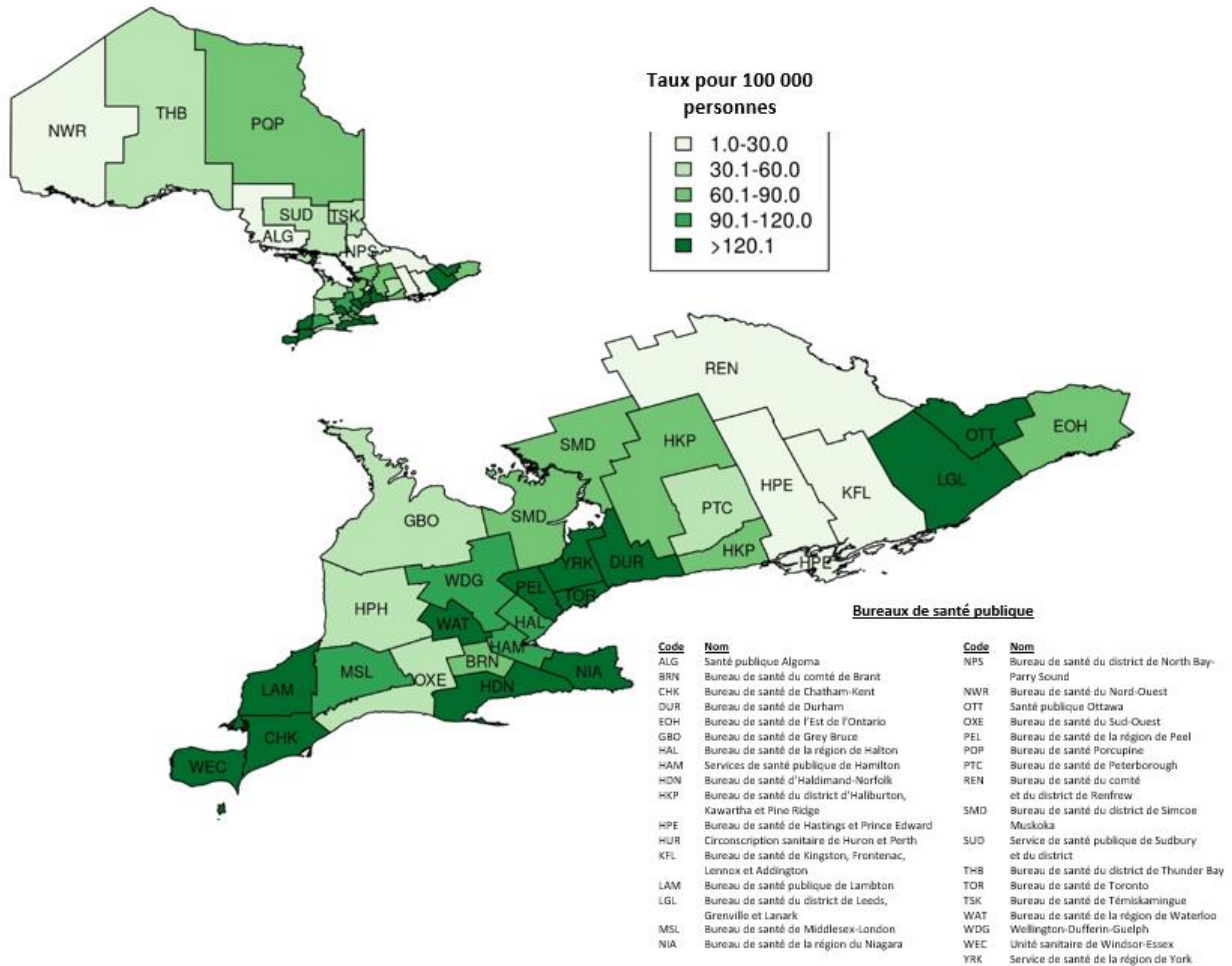 NWR
THB
PQP
SUD
TSK
ALG
NPS
Taux pour 100 000
personnes
1.0-30.0
30.1-60.0
60.1-90.0
90.1-120.0
>120.1
REN
SMD
HKP
OTT
EOH
LGL
HPE
KFL
PTC
GBO
SMD
HKP
HPE
YRK
DUR
WDG
PEL
TOR
HPH
WAT
HAL
HAM
BRN
MSL
OXE
HDN
NIA
LAM
CHK
WEC
Bureaux de santé publique
Code Nom
ALG Santé publique Algoma
BRN Bureau de santé du comté de Brant
CHK Bureau de santé de Chatham-Kent
DUR Bureau de santé de Durham
EOH Bureau de santé de l'Est de l'Ontario
GBO Bureau de santé de Grey Bruce
HAL Bureau de santé de la région de Halton
HAM Services de santé publique de Hamilton
HDN Bureau de santé d'Haldimand-Norfolk
HKP Bureau de santé du district d'Haliburton,
Kawartha et Pine Ridge
HPE Bureau de santé de Hastings et Prince Edward
HUR Circonscription sanitaire de Huron et Perth
KFL Bureau de santé de Kingston, Frontenac,
Lennox et Addington
LAM Bureau de santé publique de Lambton
LGL Bureau de santé du district de Leeds,
Grenville et Lanark
MSL Bureau de santé de Middlesex-London
NIA Bureau de santé de la région du Niagara
Code Nom
NPS Bureau de santé du district de North Bay-
Parry Sound
NWR Bureau de santé du Nord-Ouest
OTT Santé publique Ottawa
OXE Bureau de santé du Sud-Ouest
PEL Bureau de santé de la région de Peel
POP Bureau de santé Porcupine
PTC Bureau de santé de Peterborough
REN Bureau de santé du comté
et du district de Renfrew
SMD Bureau de santé du district de Simcoe
Muskoka
SUD Service de santé publique de Sudbury
et du district
THB Bureau de santé du district de Thunder Bay
TOR Bureau de santé de Toronto
TSK Bureau de santé de Témiskamingue
WAT Bureau de santé de la région de Waterloo
WDG Wellington-Dufferin-Guelph
WEC Unité sanitaire de Windsor-Essex
YRK Service de santé de la région de York